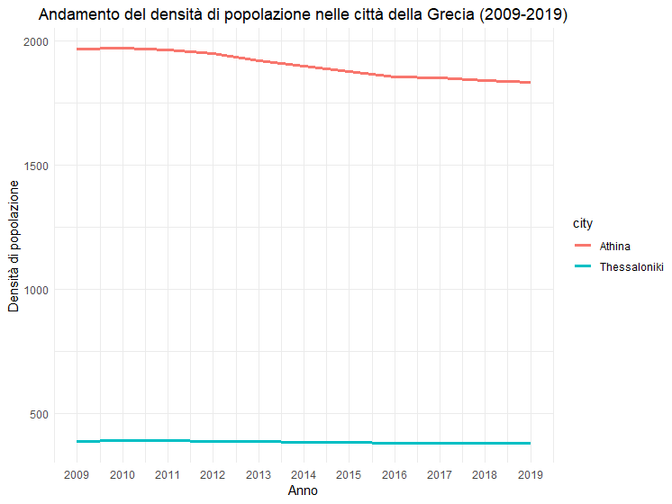 Andamento del densità di popolazione nelle città della Grecia (2009-2019)
2000
1500
1000
500
Densità di popolazione
2009 2010 2011 2012 2013 2014 2015 2016 2017 2018 2019
Anno
city
Athina
Thessaloniki